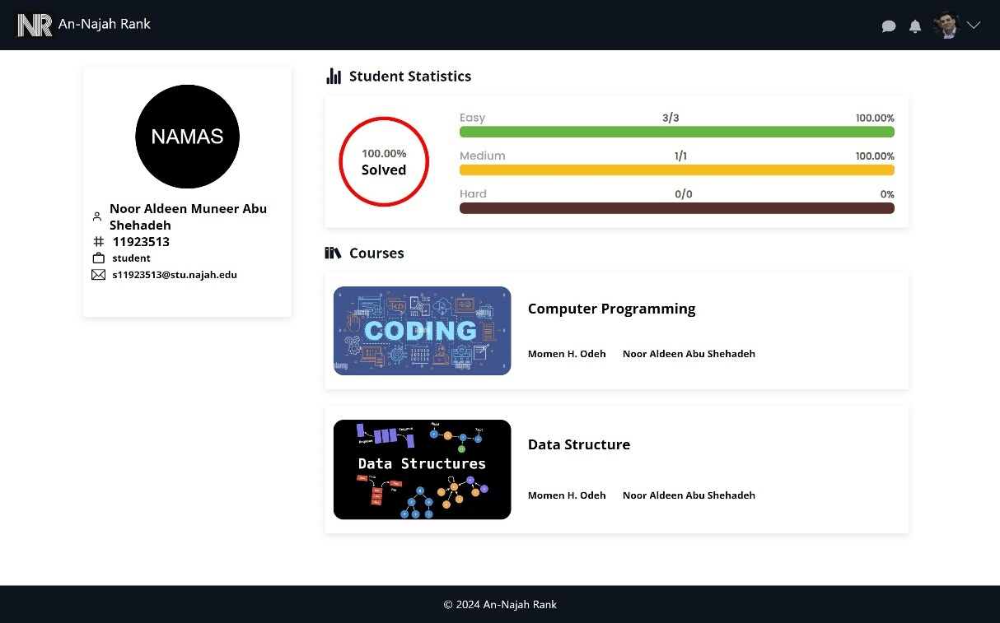 NR An-Najah Rank
NAMAS
Noor Aldeen Muneer Abu
Shehadeh
11923513
student
s11923513@stu.najah.edu
Student Statistics
100.00%
Solved
Easy 3/3 100.00%
Medium 1/1 100.00%
Hard 0/0 0%
Courses
CODING
Computer Programming
Momen H. Odeh Noor Aldeen Abu Shehadeh
Data Structures
Data Structure
Momen H. Odeh Noor Aldeen Abu Shehadeh
© 2024 An-Najah Rank